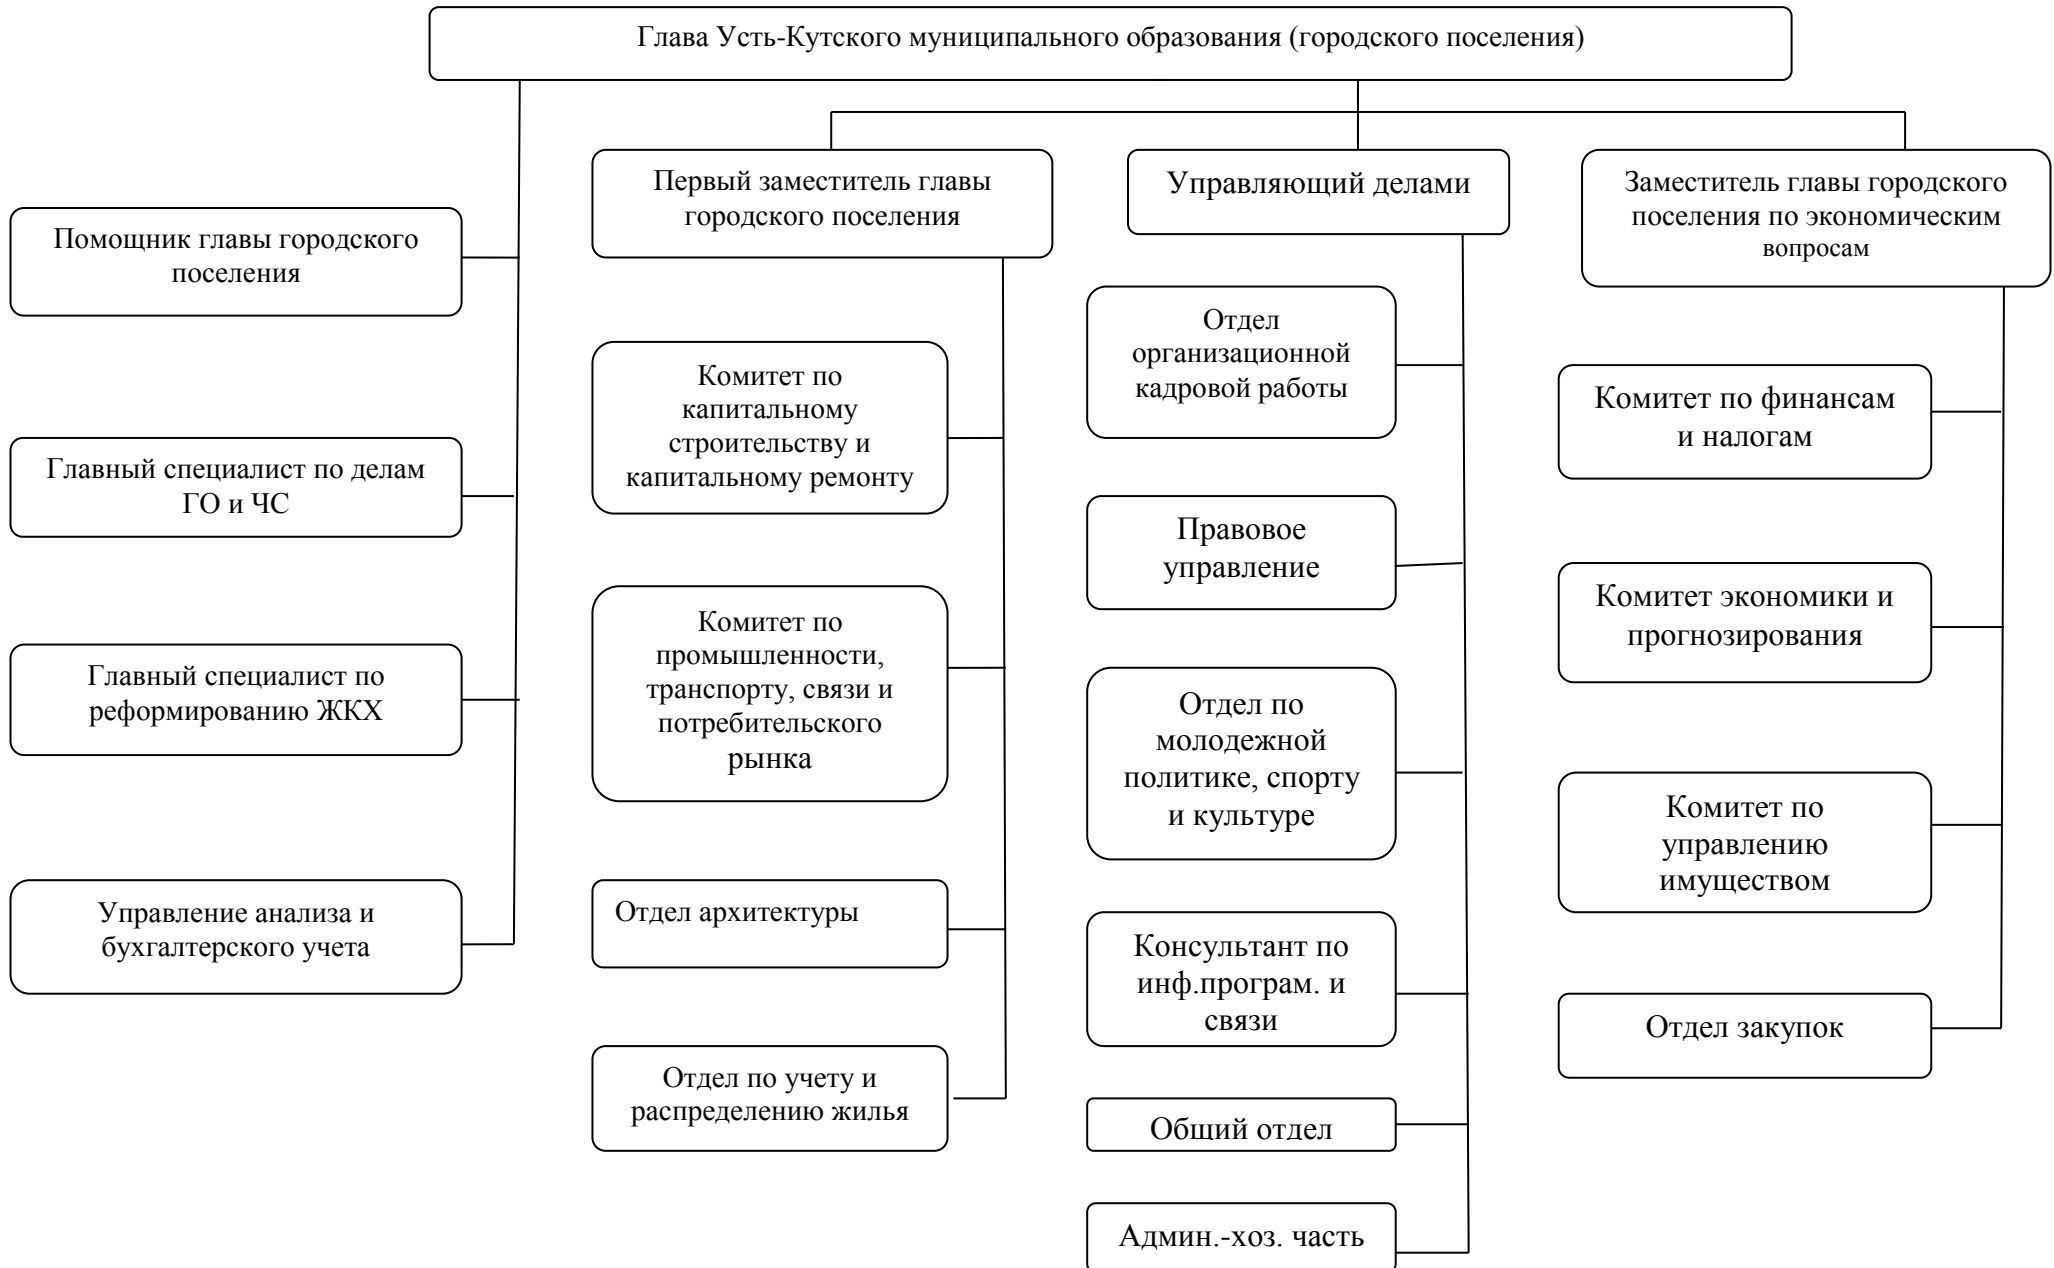 Глава Усть-Кутского муниципального образования (городского поселения)
Помощник главы городского
поселения
Главный специалист по делам
ГО и ЧС
Главный специалист по
реформированию ЖКХ
Управление анализа и
бухгалтерского учета
Первый заместитель главы
городского поселения
Комитет по
капитальному
строительству и
капитальному ремонту
Комитет по
промышленности,
транспорту, связи и
потребительского
рынка
Отдел архитектуры
Отдел по учету и
распределению жилья
Управляющий делами
Отдел
организационной
кадровой работы
Правовое
управление
Отдел по
молодежной
политике, спорту
и культуре
Консультант по
инф.програм. и
связи
Общий отдел
Админ.-хоз. часть
Заместитель главы городского
поселения по экономическим
вопросам
Комитет по финансам
и налогам
Комитет экономики и
прогнозирования
Комитет по
управлению
имуществом
Отдел закупок